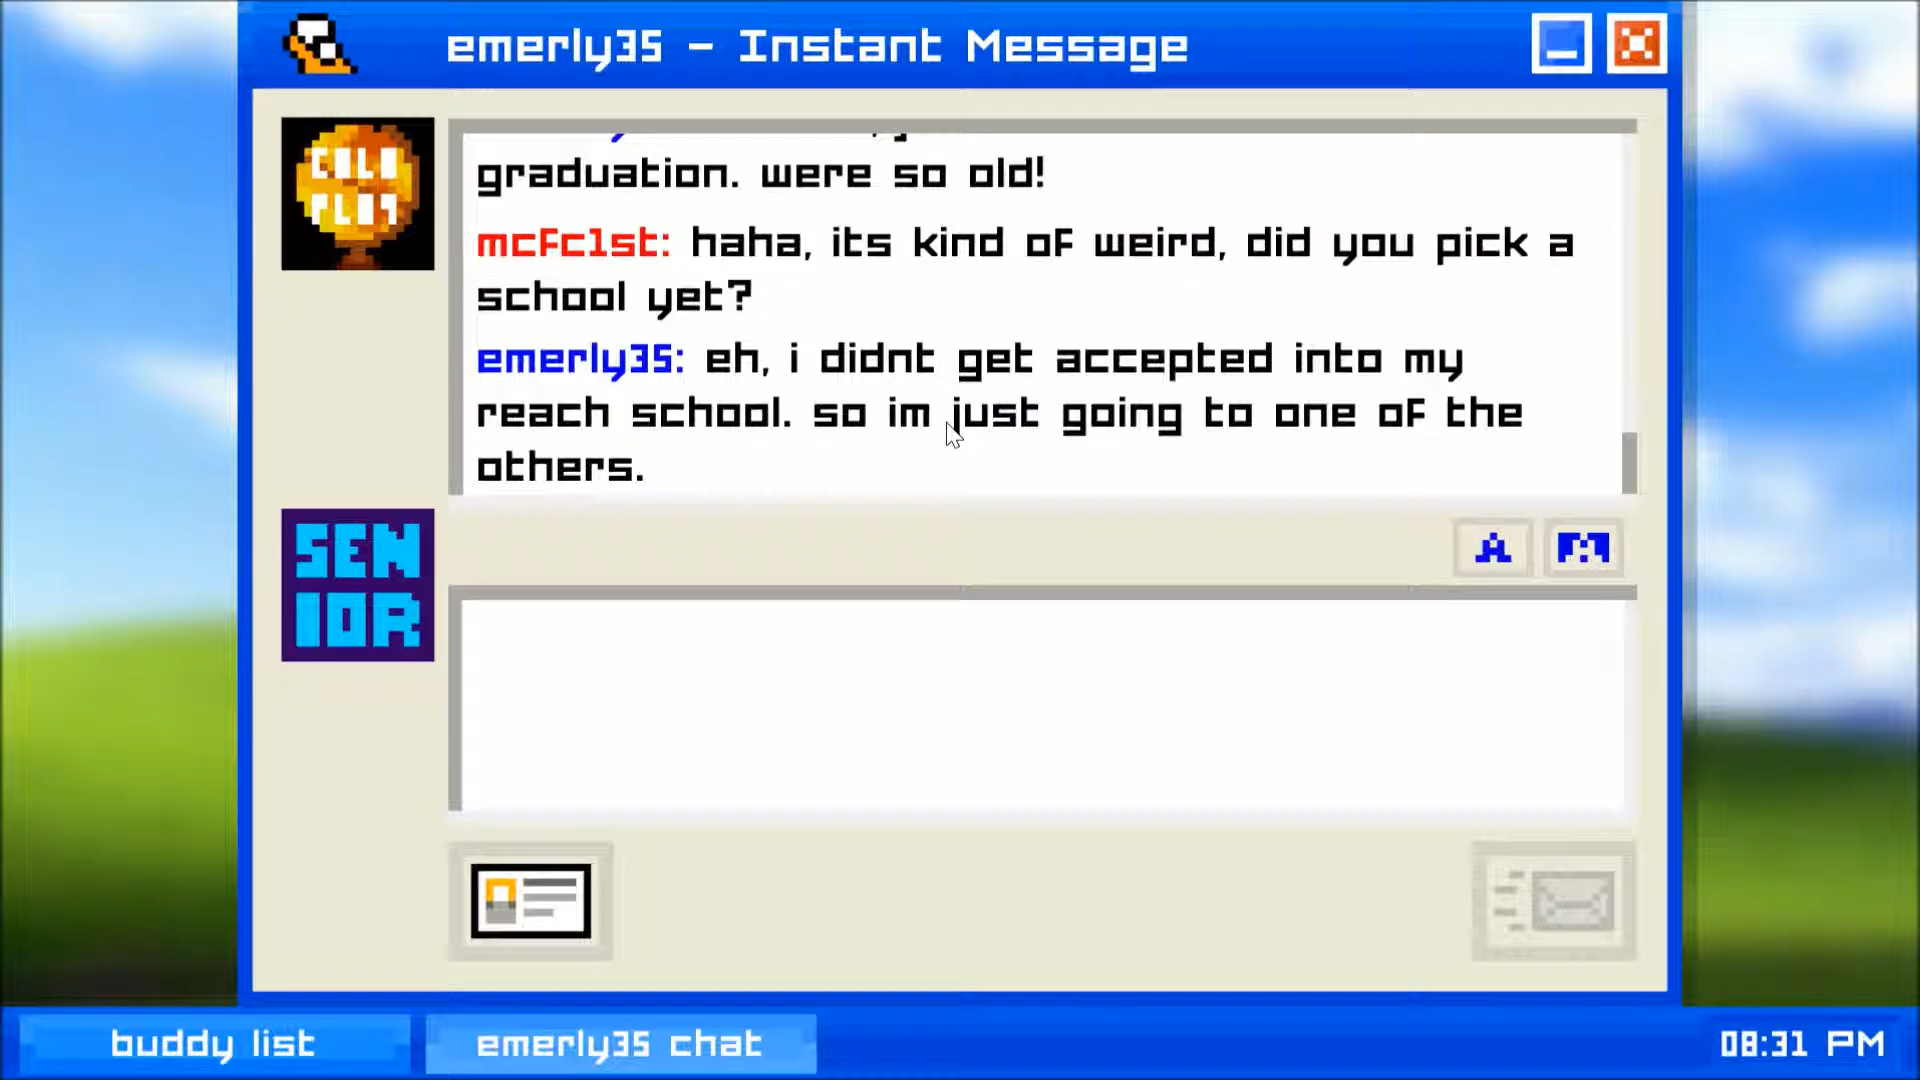 emerly35 - Instant Message
COLD
PLAY
graduation. were so old!
mcfc1st: haha, its kind of weird, did you pick a
school yet?
emerly35: eh, i didnt get accepted into my
reach school. so im just going to one of the
others.
SEN
IOR
A
buddy list
emerly35 chat
08:31 PM